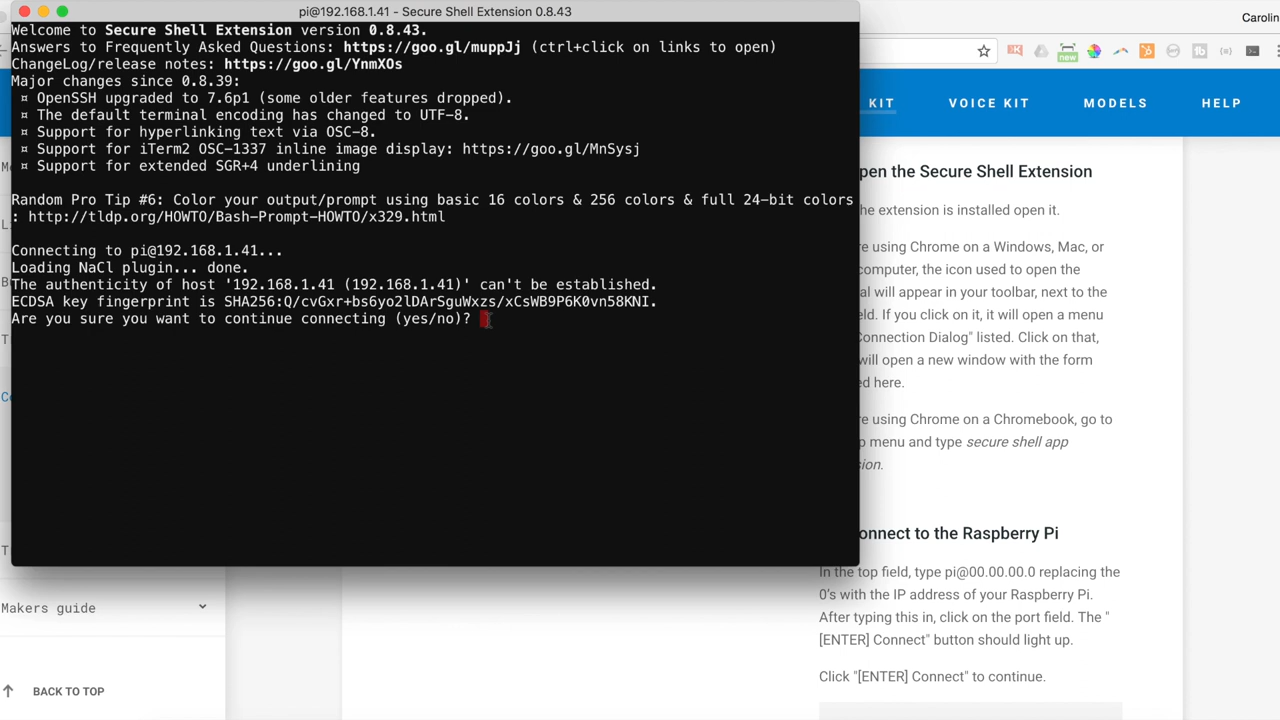 pi@192.168.1.41 - Secure Shell Extension 0.8.43
Welcome to Secure Shell Extension version 0.8.43.
Answers to Frequently Asked Questions: https://goo.gl/muppJj (ctrl+click on links to open)
ChangeLog/release notes: https://goo.gl/YnmXOs
Major changes since 0.8.39:
¤ OpenSSH upgraded to 7.6p1 (some older features dropped).
¤ The default terminal encoding has changed to UTF-8.
¤ Support for hyperlinking text via OSC-8.
¤ Support for iTerm2 OSC-1337 inline image display: https://goo.gl/MnSysj
¤ Support for extended SGR+4 underlining
Random Pro Tip #6: Color your output/prompt using basic 16 colors & 256 colors & full 24-bit colors
: http://tldp.org/HOWTO/Bash-Prompt-HOWTO/x329.html
Connecting to pi@192.168.1.41...
Loading NaCl plugin... done.
The authenticity of host '192.168.1.41 (192.168.1.41)' can't be established.
ECDSA key fingerprint is SHA256:Q/cvGxr+bs6yo2lDArSguWxzs/xCsWB9P6K0vn58KNI.
Are you sure you want to continue connecting (yes/no)?
Carolin
new
KIT
VOICE KIT
MODELS
HELP
pen the Secure Shell Extension
he extension is installed open it.
re using Chrome on a Windows, Mac, or
computer, the icon used to open the
al will appear in your toolbar, next to the
eld. If you click on it, it will open a menu
Connection Dialog" listed. Click on that,
will open a new window with the form
ed here.
re using Chrome on a Chromebook, go to
p menu and type secure shell app
sion.
onnect to the Raspberry Pi
In the top field, type pi@00.00.00.0 replacing the
0's with the IP address of your Raspberry Pi.
After typing this in, click on the port field. The "
[ENTER] Connect" button should light up.
Click "[ENTER] Connect" to continue.
Makers guide
BACK TO TOP